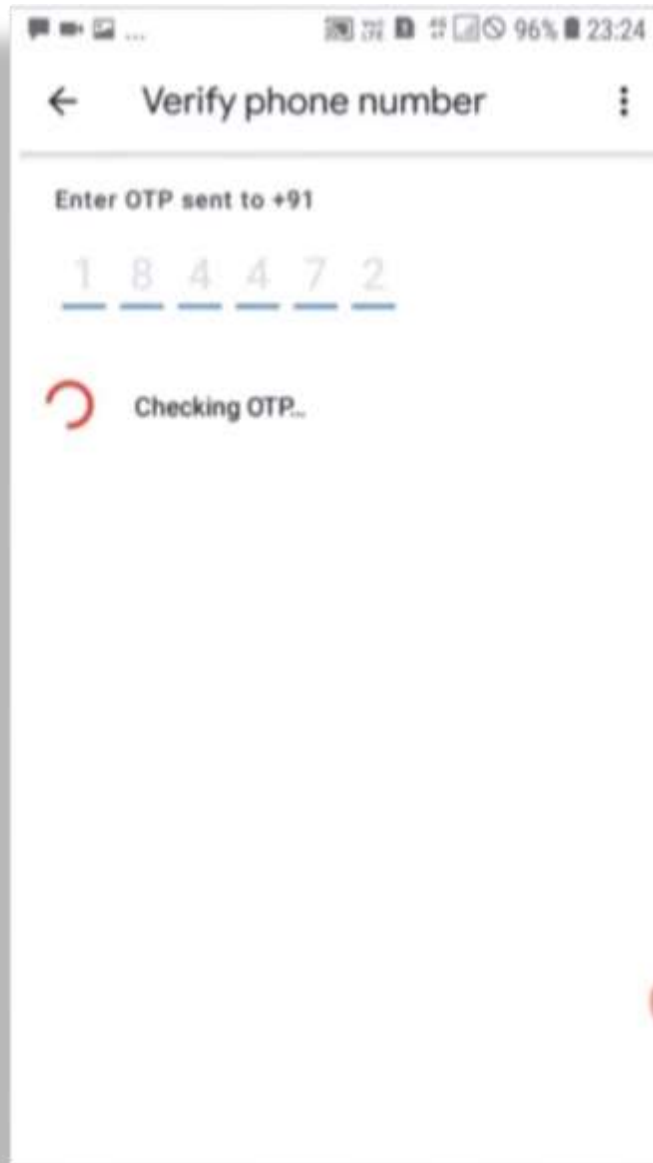 ... 96% 23:24
Verify phone number
Enter OTP sent to +91
1 8 4 4 7 2
Checking OTP...